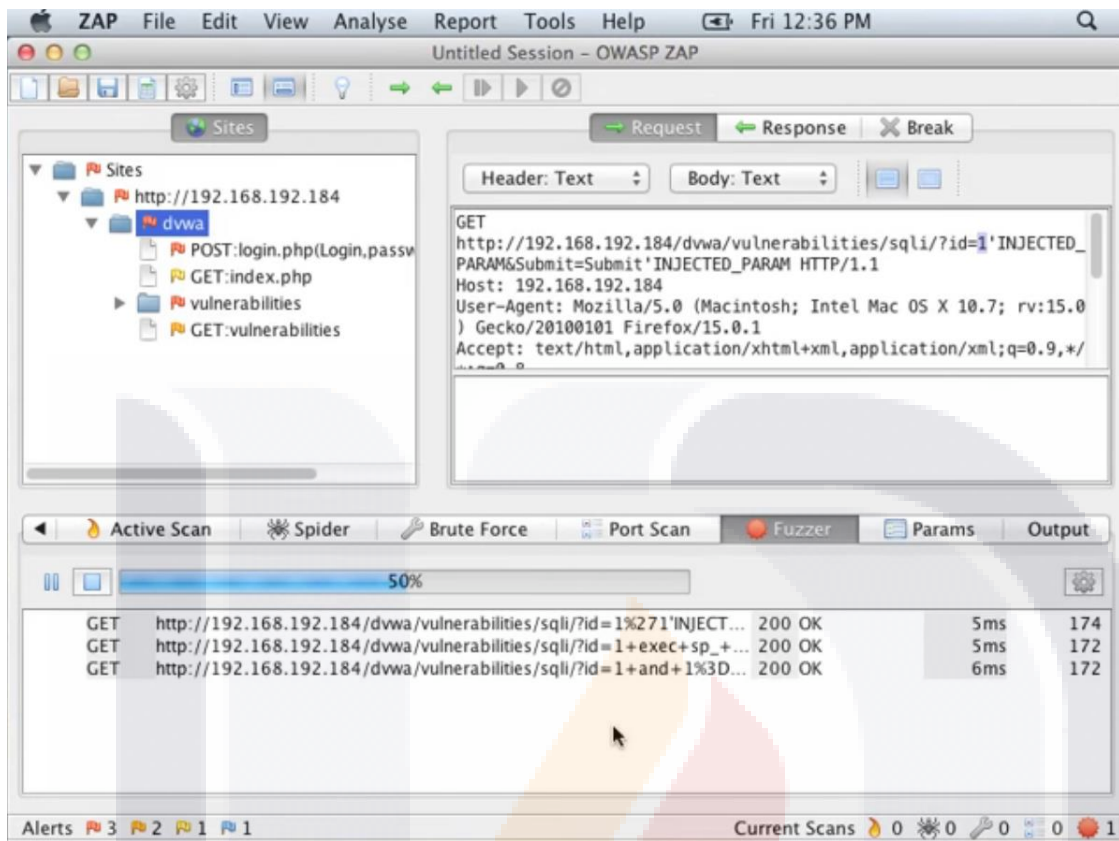 ZAP File Edit View Analyse Report Tools Help Fri 12:36 PM
Untitled Session – OWASP ZAP
Sites
Request Response Break
Sites
http://192.168.192.184
dvwa
POST:login.php(Login,passw
GET:index.php
vulnerabilities
GET:vulnerabilities
Header: Text Body: Text
GET
http://192.168.192.184/dvwa/vulnerabilities/sqli/?id=1'INJECTED_
PARAM&Submit=Submit'INJECTED_PARAM HTTP/1.1
Host: 192.168.192.184
User-Agent: Mozilla/5.0 (Macintosh; Intel Mac OS X 10.7; rv:15.0
) Gecko/20100101 Firefox/15.0.1
Accept: text/html,application/xhtml+xml,application/xml;q=0.9,*/
Active Scan Spider Brute Force Port Scan Fuzzer Params Output
50%
GET http://192.168.192.184/dvwa/vulnerabilities/sqli/?id=1%271'INJECT... 200 OK 5ms 174
GET http://192.168.192.184/dvwa/vulnerabilities/sqli/?id=1+exec+sp_+... 200 OK 5ms 172
GET http://192.168.192.184/dvwa/vulnerabilities/sqli/?id=1+and+1%3D... 200 OK 6ms 172
Alerts 3 2 1 1 Current Scans 0 0 0 0 1